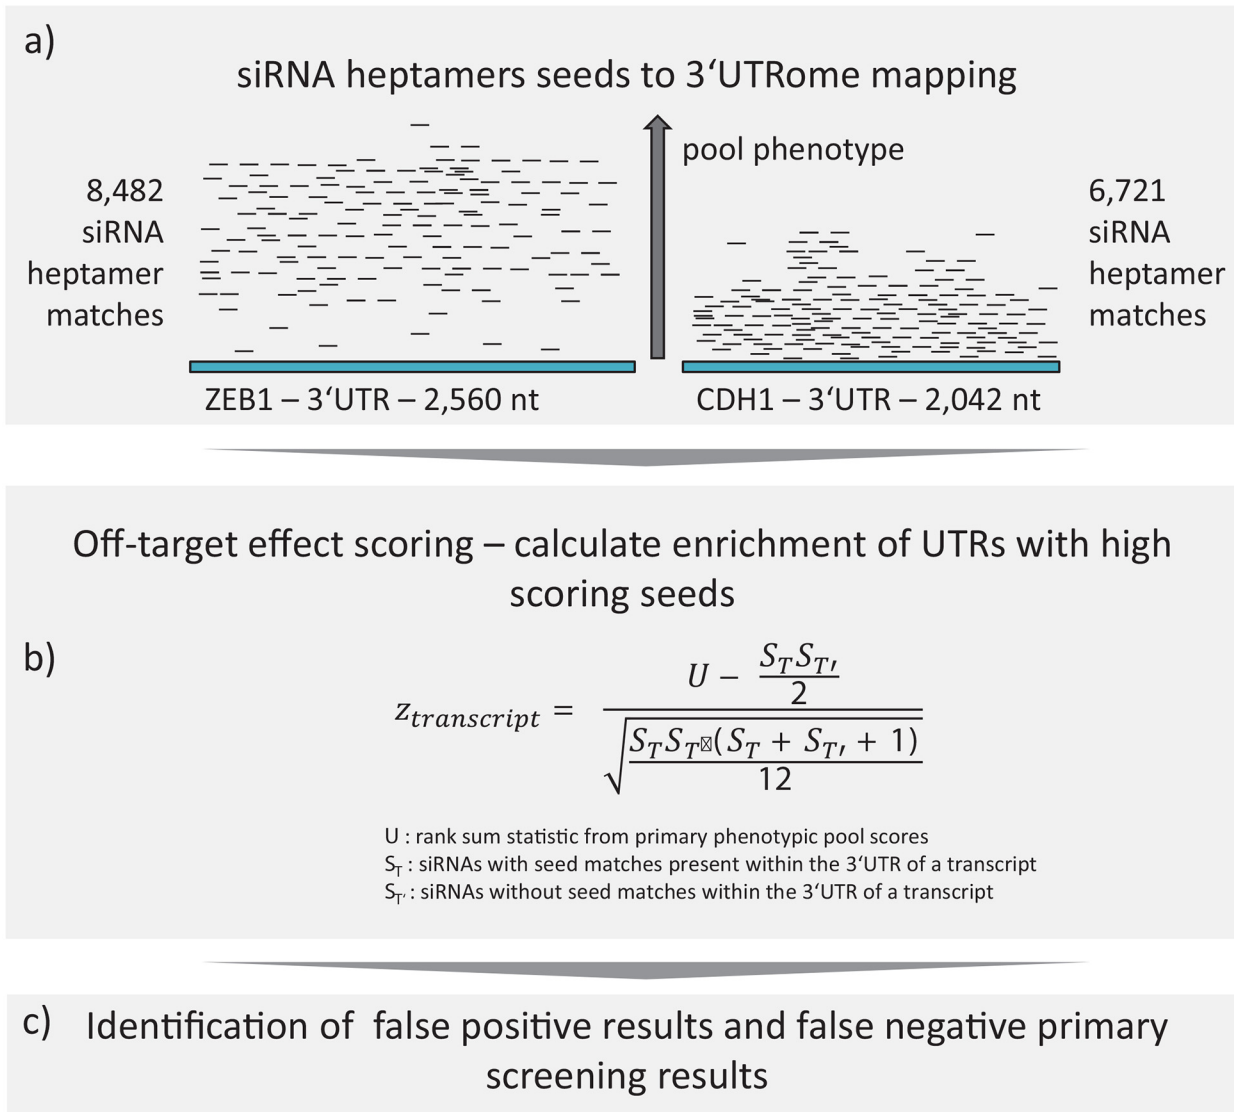 a)
siRNA heptamers seeds to 3‘UTRome mapping
pool phenotype
8,482
siRNA
heptamer
matches
6,721
siRNA
heptamer
matches
ZEB1 – 3‘UTR – 2,560 nt
CDH1 – 3‘UTR – 2,042 nt
Off-target effect scoring – calculate enrichment of UTRs with high
scoring seeds
b)
z_transcript = (U − S_T S_T′ / 2) / √(S_T S_T□(S_T + S_T′ + 1) / 12)
U : rank sum statistic from primary phenotypic pool scores
S_T : siRNAs with seed matches present within the 3‘UTR of a transcript
S_T′ : siRNAs without seed matches within the 3‘UTR of a transcript
c)
Identification of false positive results and false negative primary
screening results